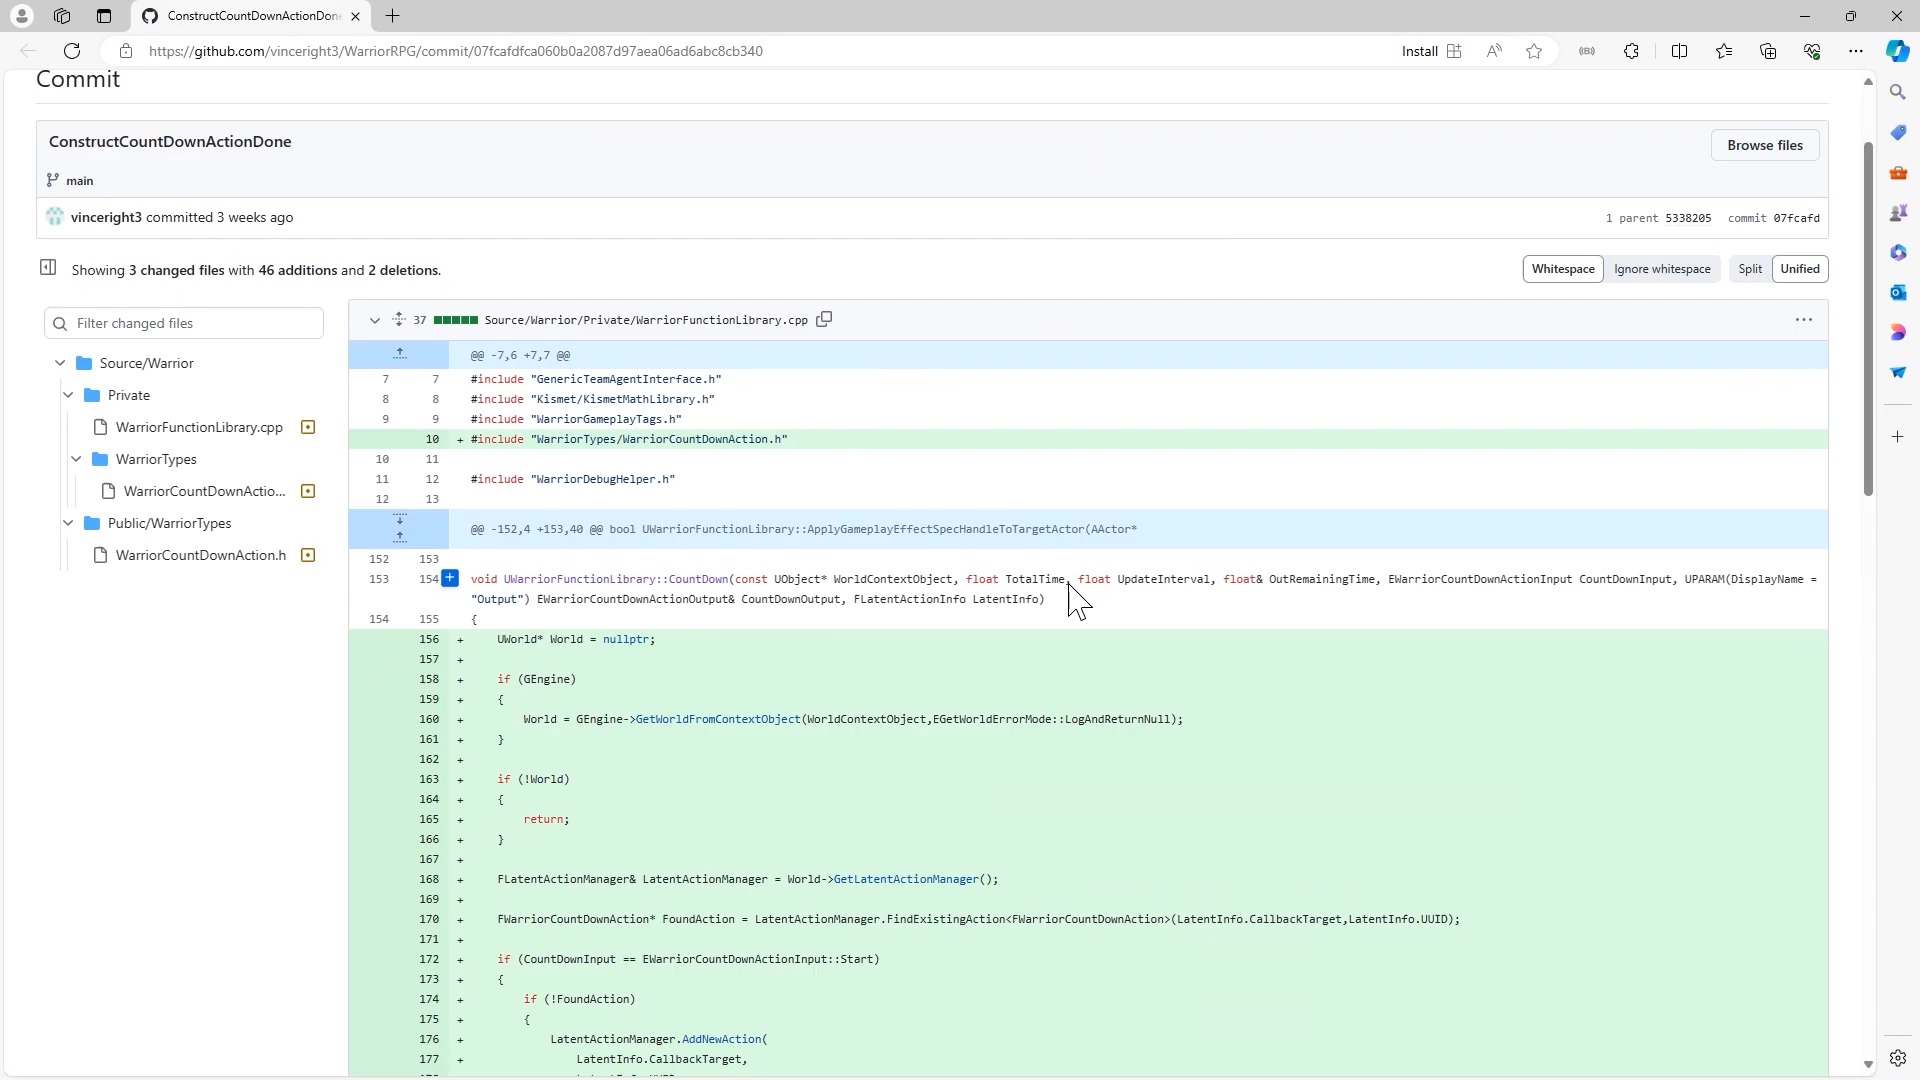 ConstructCountDownActionDone
https://github.com/vinceright3/WarriorRPG/commit/07fcafdfca060b0a2087d97aea06ad6abc8cb340
Install
Commit
ConstructCountDownActionDone
Browse files
main
vinceright3 committed 3 weeks ago
1 parent 5338205 commit 07fcafd
Showing 3 changed files with 46 additions and 2 deletions.
Whitespace Ignore whitespace Split Unified
Filter changed files
Source/Warrior
Private
WarriorFunctionLibrary.cpp
WarriorTypes
WarriorCountDownActio...
Public/WarriorTypes
WarriorCountDownAction.h
37 Source/Warrior/Private/WarriorFunctionLibrary.cpp
@@ -7,6 +7,7 @@
7 7 #include "GenericTeamAgentInterface.h"
8 8 #include "Kismet/KismetMathLibrary.h"
9 9 #include "WarriorGameplayTags.h"
10 + #include "WarriorTypes/WarriorCountDownAction.h"
10 11
11 12 #include "WarriorDebugHelper.h"
12 13
@@ -152,4 +153,40 @@ bool UWarriorFunctionLibrary::ApplyGameplayEffectSpecHandleToTargetActor(AActor*
152 153
153 154 void UWarriorFunctionLibrary::CountDown(const UObject* WorldContextObject, float TotalTime, float UpdateInterval, float& OutRemainingTime, EWarriorCountDownActionInput CountDownInput, UPARAM(DisplayName =
"Output") EWarriorCountDownActionOutput& CountDownOutput, FLatentActionInfo LatentInfo)
154 155 {
156 + UWorld* World = nullptr;
157 +
158 + if (GEngine)
159 + {
160 + World = GEngine->GetWorldFromContextObject(WorldContextObject,EGetWorldErrorMode::LogAndReturnNull);
161 + }
162 +
163 + if (!World)
164 + {
165 + return;
166 + }
167 +
168 + FLatentActionManager& LatentActionManager = World->GetLatentActionManager();
169 +
170 + FWarriorCountDownAction* FoundAction = LatentActionManager.FindExistingAction<FWarriorCountDownAction>(LatentInfo.CallbackTarget,LatentInfo.UUID);
171 +
172 + if (CountDownInput == EWarriorCountDownActionInput::Start)
173 + {
174 + if (!FoundAction)
175 + {
176 + LatentActionManager.AddNewAction(
177 + LatentInfo.CallbackTarget,